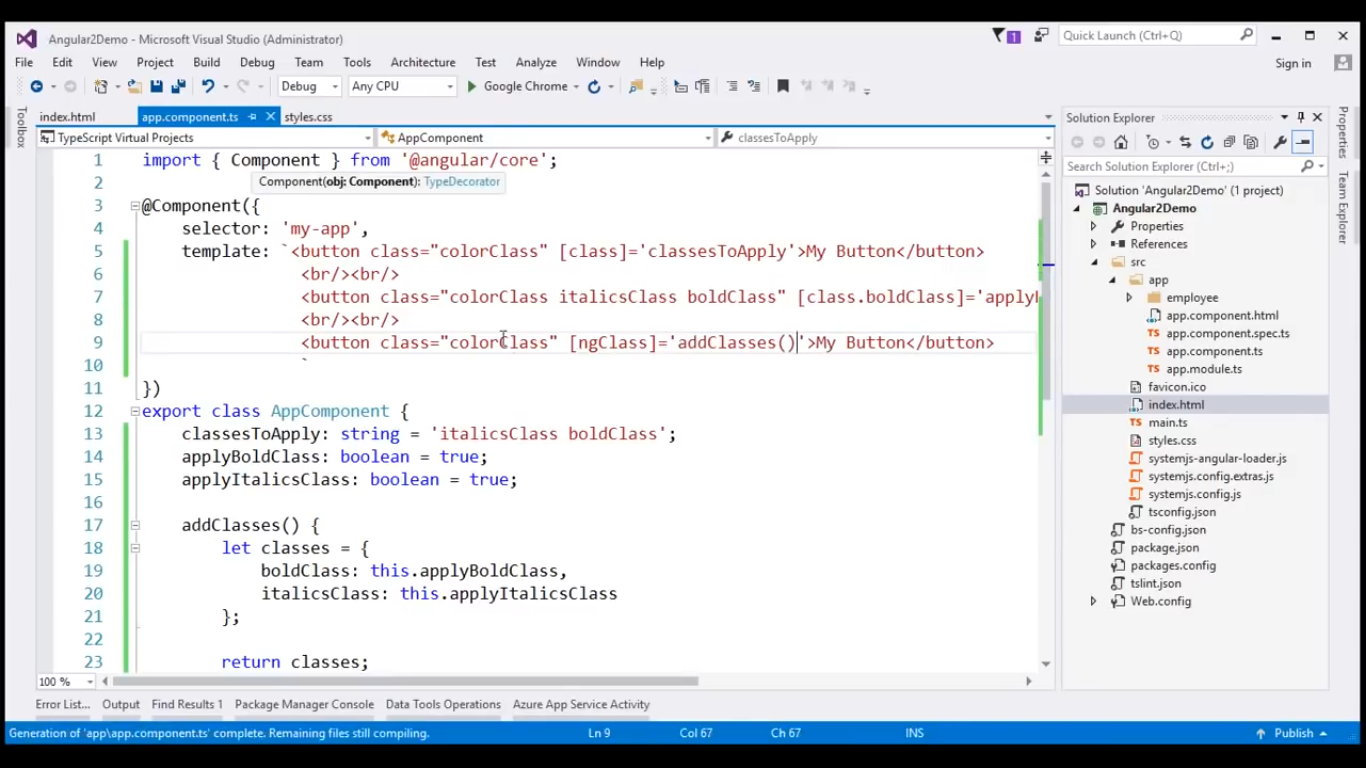 Angular2Demo - Microsoft Visual Studio (Administrator)
1
Quick Launch (Ctrl+Q)
File Edit View Project Build Debug Team Tools Architecture Test Analyze Window Help
Sign in
Debug Any CPU Google Chrome
Toolbox
index.html app.component.ts styles.css
TypeScript Virtual Projects AppComponent classesToApply
1 import { Component } from '@angular/core';
Component(obj: Component): TypeDecorator
2
3 @Component({
4 selector: 'my-app',
5 template: `<button class="colorClass" [class]='classesToApply'>My Button</button>
6 <br/><br/>
7 <button class="colorClass italicsClass boldClass" [class.boldClass]='applyB
8 <br/><br/>
9 <button class="colorClass" [ngClass]='addClasses()'>My Button</button>
10 `
11 })
12 export class AppComponent {
13 classesToApply: string = 'italicsClass boldClass';
14 applyBoldClass: boolean = true;
15 applyItalicsClass: boolean = true;
16
17 addClasses() {
18 let classes = {
19 boldClass: this.applyBoldClass,
20 italicsClass: this.applyItalicsClass
21 };
22
23 return classes;
100 %
Solution Explorer
Search Solution Explorer (Ctrl+;)
Solution 'Angular2Demo' (1 project)
Angular2Demo
Properties
References
src
app
employee
app.component.html
app.component.spec.ts
app.component.ts
app.module.ts
favicon.ico
index.html
main.ts
styles.css
systemjs-angular-loader.js
systemjs.config.extras.js
systemjs.config.js
tsconfig.json
bs-config.json
package.json
packages.config
tslint.json
Web.config
Properties
Team Explorer
Error List... Output Find Results 1 Package Manager Console Data Tools Operations Azure App Service Activity
Generation of 'app\app.component.ts' complete. Remaining files still compiling. Ln 9 Col 67 Ch 67 INS Publish